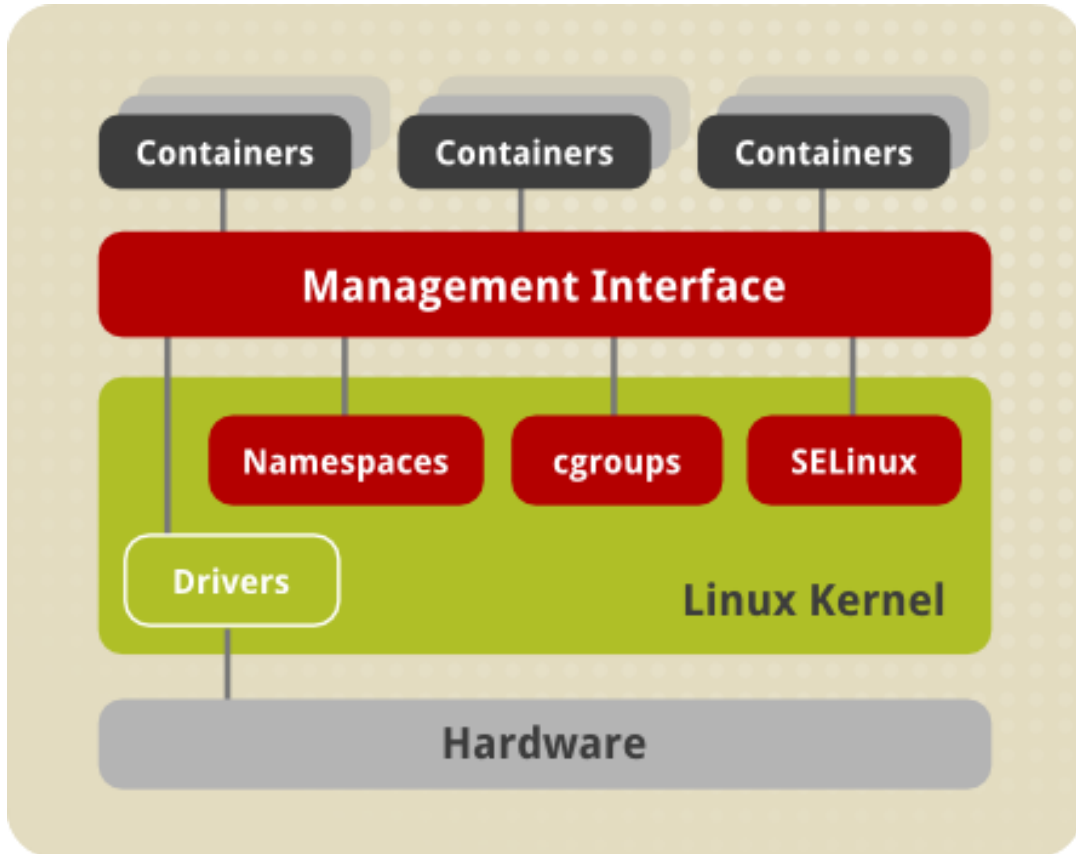 Containers
Containers
Containers
Management Interface
Namespaces
cgroups
SELinux
Drivers
Linux Kernel
Hardware